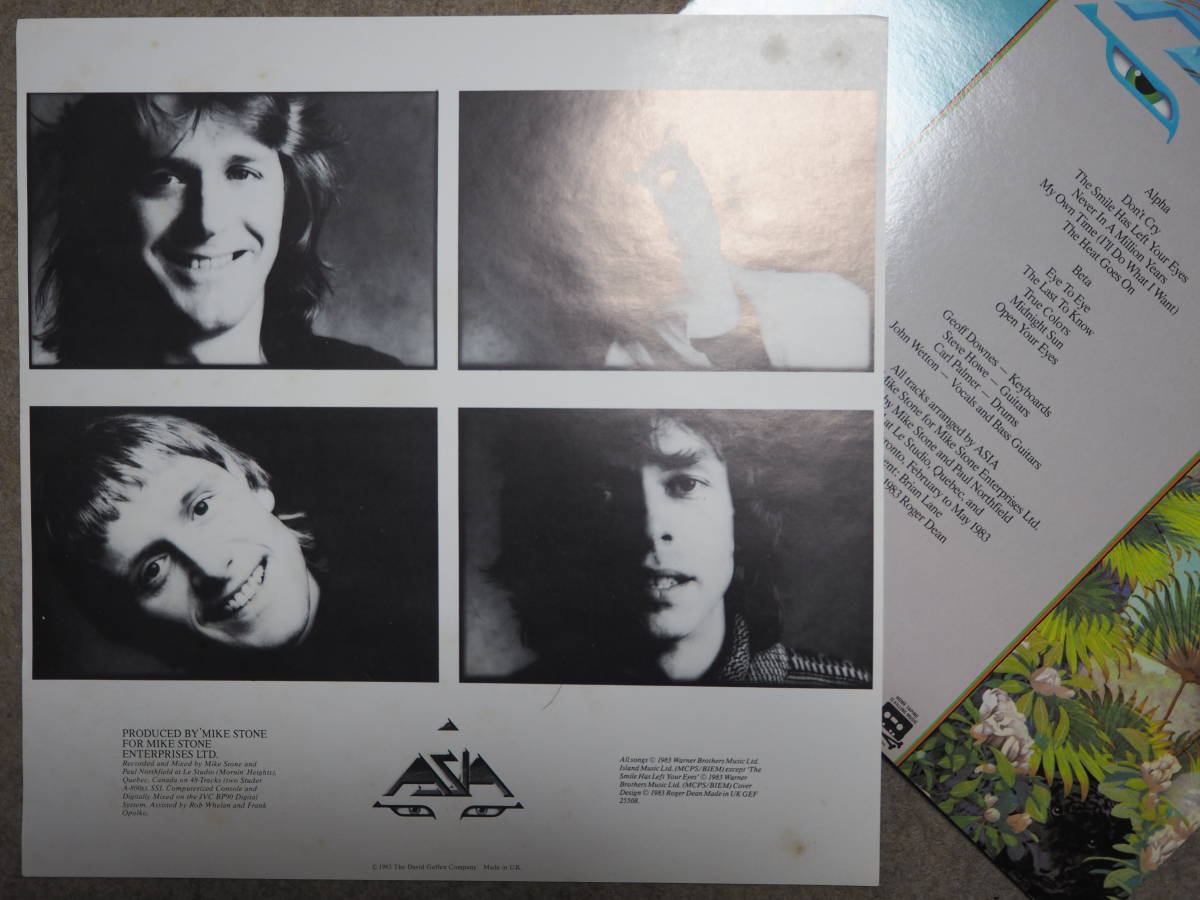 PRODUCED BY MIKE STONE
FOR MIKE STONE
ENTERPRISES LTD.
Recorded and Mixed by Mike Stone and
Paul Northfield at Le Studio (Mornin' Heights),
Quebec, Canada on 48-Tracks (two Studer
A-800s), SSL Computerized Console and
Digitally Mixed on the JVC BP90 Digital
System. Assisted by Rob Whelan and Frank
Opolko.
ASIA
All songs © 1983 Warner Brothers Music Ltd.
Island Music Ltd. (MCPS/BIEM) except 'The
Smile Has Left Your Eyes' © 1983 Warner
Brothers Music Ltd. (MCPS/BIEM) Cover
Design © 1983 Roger Dean Made in UK GEF
25508.
© 1983 The David Geffen Company Made in U.K.
Alpha
Don't Cry
The Smile Has Left Your Eyes
Never In A Million Years
My Own Time (I'll Do What I Want)
The Heat Goes On
Beta
Eye To Eye
The Last To Know
True Colors
Midnight Sun
Open Your Eyes
Geoff Downes — Keyboards
Steve Howe — Guitars
Carl Palmer — Drums
John Wetton — Vocals and Bass Guitars
All tracks arranged by ASIA
Mike Stone for Mike Stone Enterprises Ltd.
by Mike Stone and Paul Northfield
at Le Studio, Quebec, and
February to May 1983
Brian Lane
1983 Roger Dean